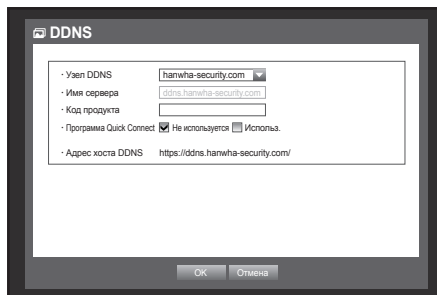 DDNS
· Узел DDNS hanwha-security.com
· Имя сервера ddns.hanwha-security.com
· Код продукта
· Программа Quick Connect Не используется Использ.
· Адрес хоста DDNS https://ddns.hanwha-security.com/
OK Отмена